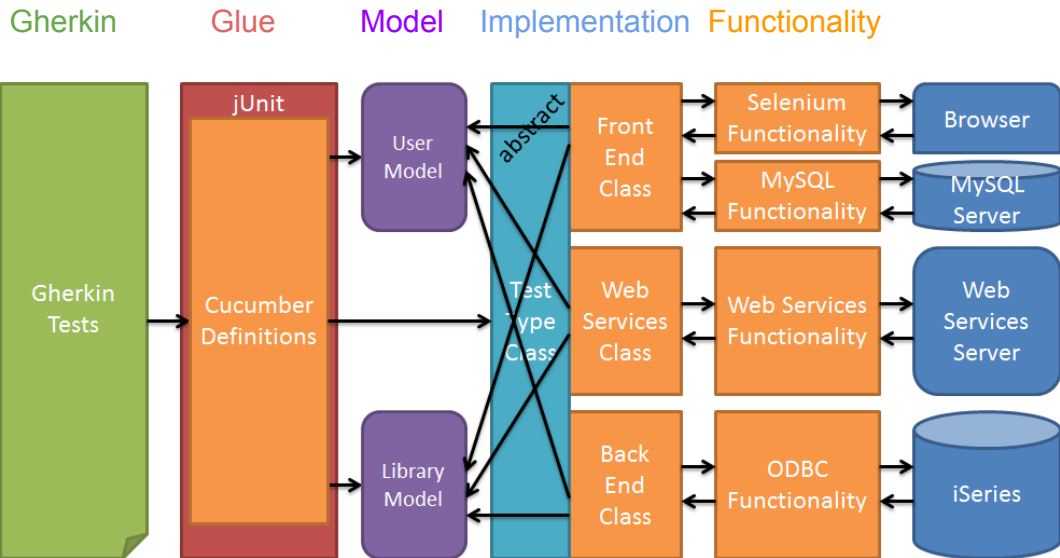 Gherkin
Glue
Model
Implementation
Functionality
Gherkin
Tests
jUnit
Cucumber
Definitions
User
Model
Library
Model
abstract
Test
Type
Class
Front
End
Class
Web
Services
Class
Back
End
Class
Selenium
Functionality
MySQL
Functionality
Web Services
Functionality
ODBC
Functionality
Browser
MySQL
Server
Web
Services
Server
iSeries